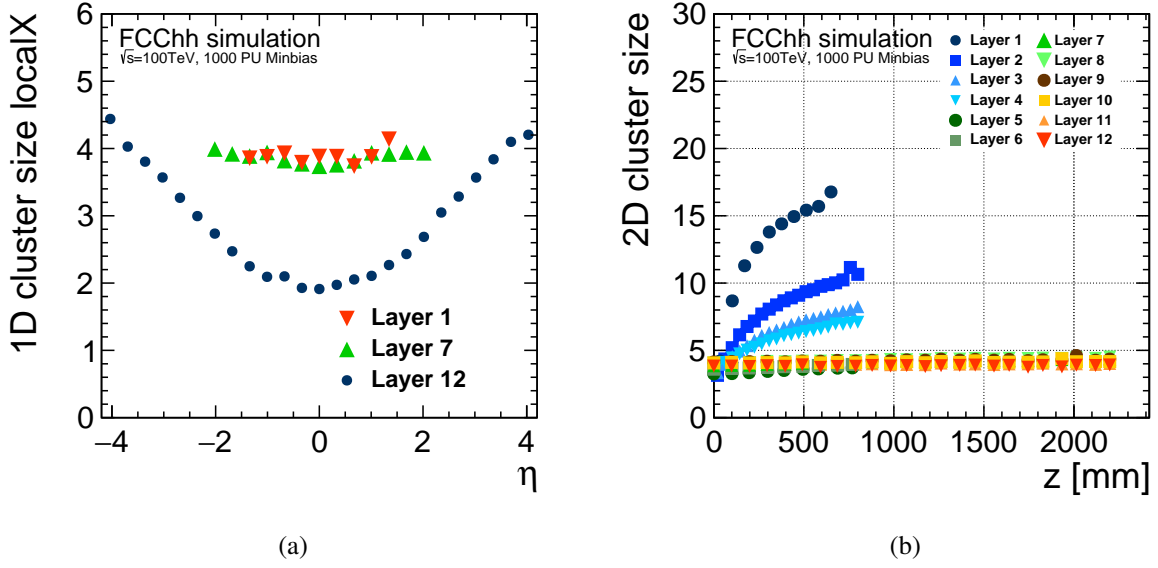 1D cluster size localX
6
5
4
3
2
1
0
FCChh simulation
√s=100TeV, 1000 PU Minbias
Layer 1
Layer 7
Layer 12
−4 −2 0 2 4
η
(a)
2D cluster size
30
25
20
15
10
5
0
FCChh simulation
√s=100TeV, 1000 PU Minbias
Layer 1
Layer 2
Layer 3
Layer 4
Layer 5
Layer 6
Layer 7
Layer 8
Layer 9
Layer 10
Layer 11
Layer 12
0 500 1000 1500 2000
z [mm]
(b)